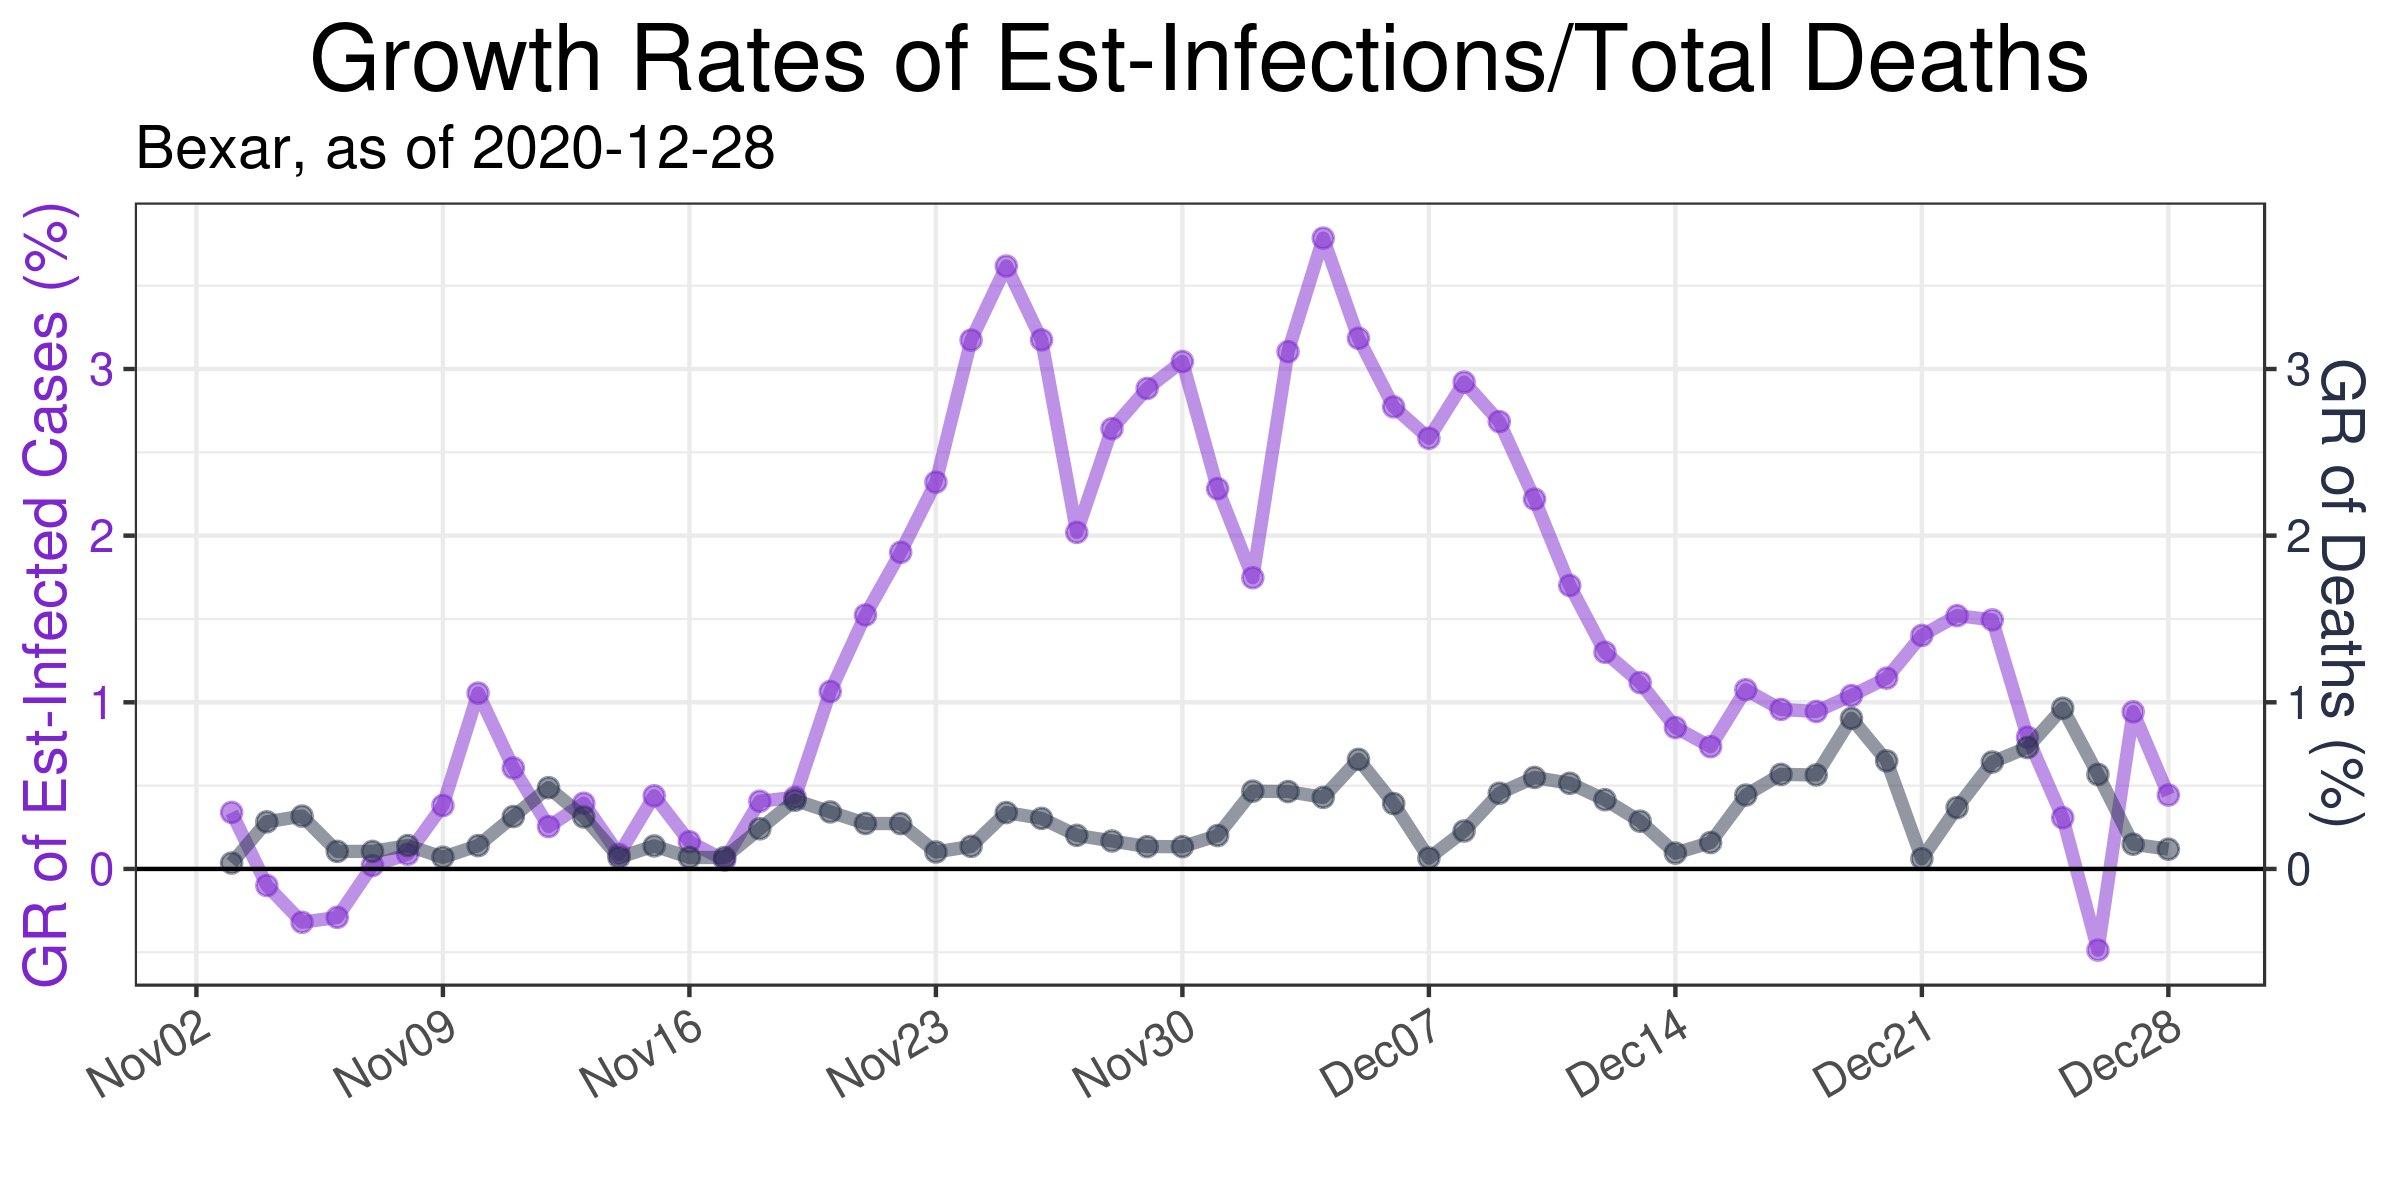 Growth Rates of Est-Infections/Total Deaths
Bexar, as of 2020-12-28
GR of Est-Infected Cases (%)
3
2
1
0
3
2
1
0
GR of Deaths (%)
Nov02
Nov09
Nov16
Nov23
Nov30
Dec07
Dec14
Dec21
Dec28